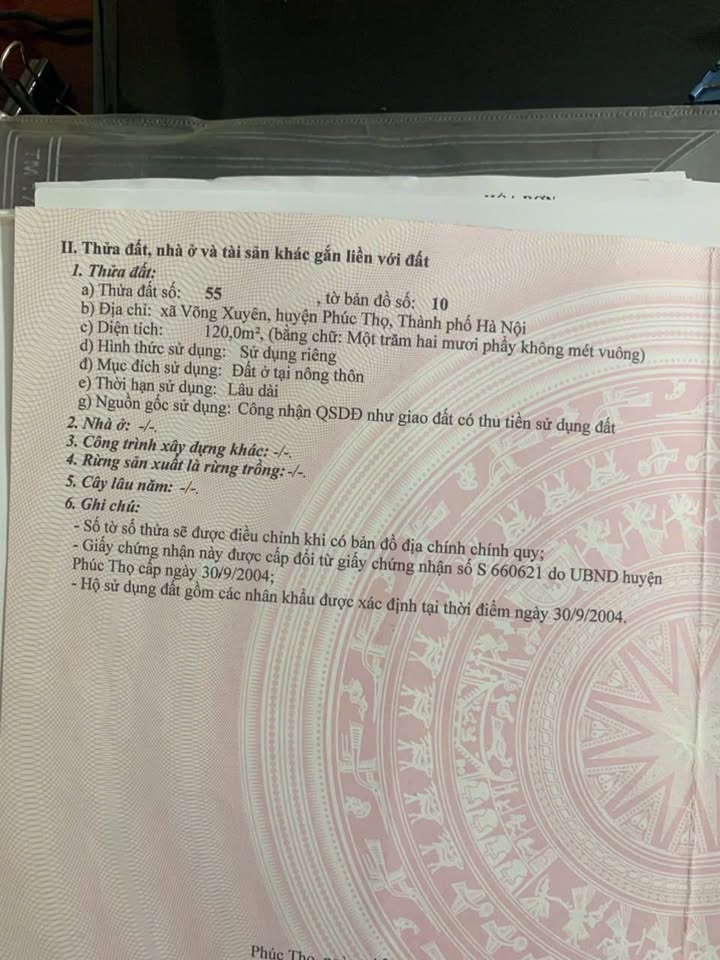 II. Thửa đất, nhà ở và tài sản khác gắn liền với đất
1. Thửa đất:
a) Thửa đất số: 55 , tờ bản đồ số: 10
b) Địa chỉ: xã Võng Xuyên, huyện Phúc Thọ, Thành phố Hà Nội
c) Diện tích: 120,0m², (bằng chữ: Một trăm hai mươi phẩy không mét vuông)
d) Hình thức sử dụng: Sử dụng riêng
đ) Mục đích sử dụng: Đất ở tại nông thôn
e) Thời hạn sử dụng: Lâu dài
g) Nguồn gốc sử dụng: Công nhận QSDĐ như giao đất có thu tiền sử dụng đất
2. Nhà ở: -/-.
3. Công trình xây dựng khác: -/-.
4. Rừng sản xuất là rừng trồng: -/-.
5. Cây lâu năm: -/-.
6. Ghi chú:
- Số tờ số thửa sẽ được điều chỉnh khi có bản đồ địa chính chính quy;
- Giấy chứng nhận này được cấp đổi từ giấy chứng nhận số S 660621 do UBND huyện
Phúc Thọ cấp ngày 30/9/2004;
- Hộ sử dụng đất gồm các nhân khẩu được xác định tại thời điểm ngày 30/9/2004.
Phúc Thọ,